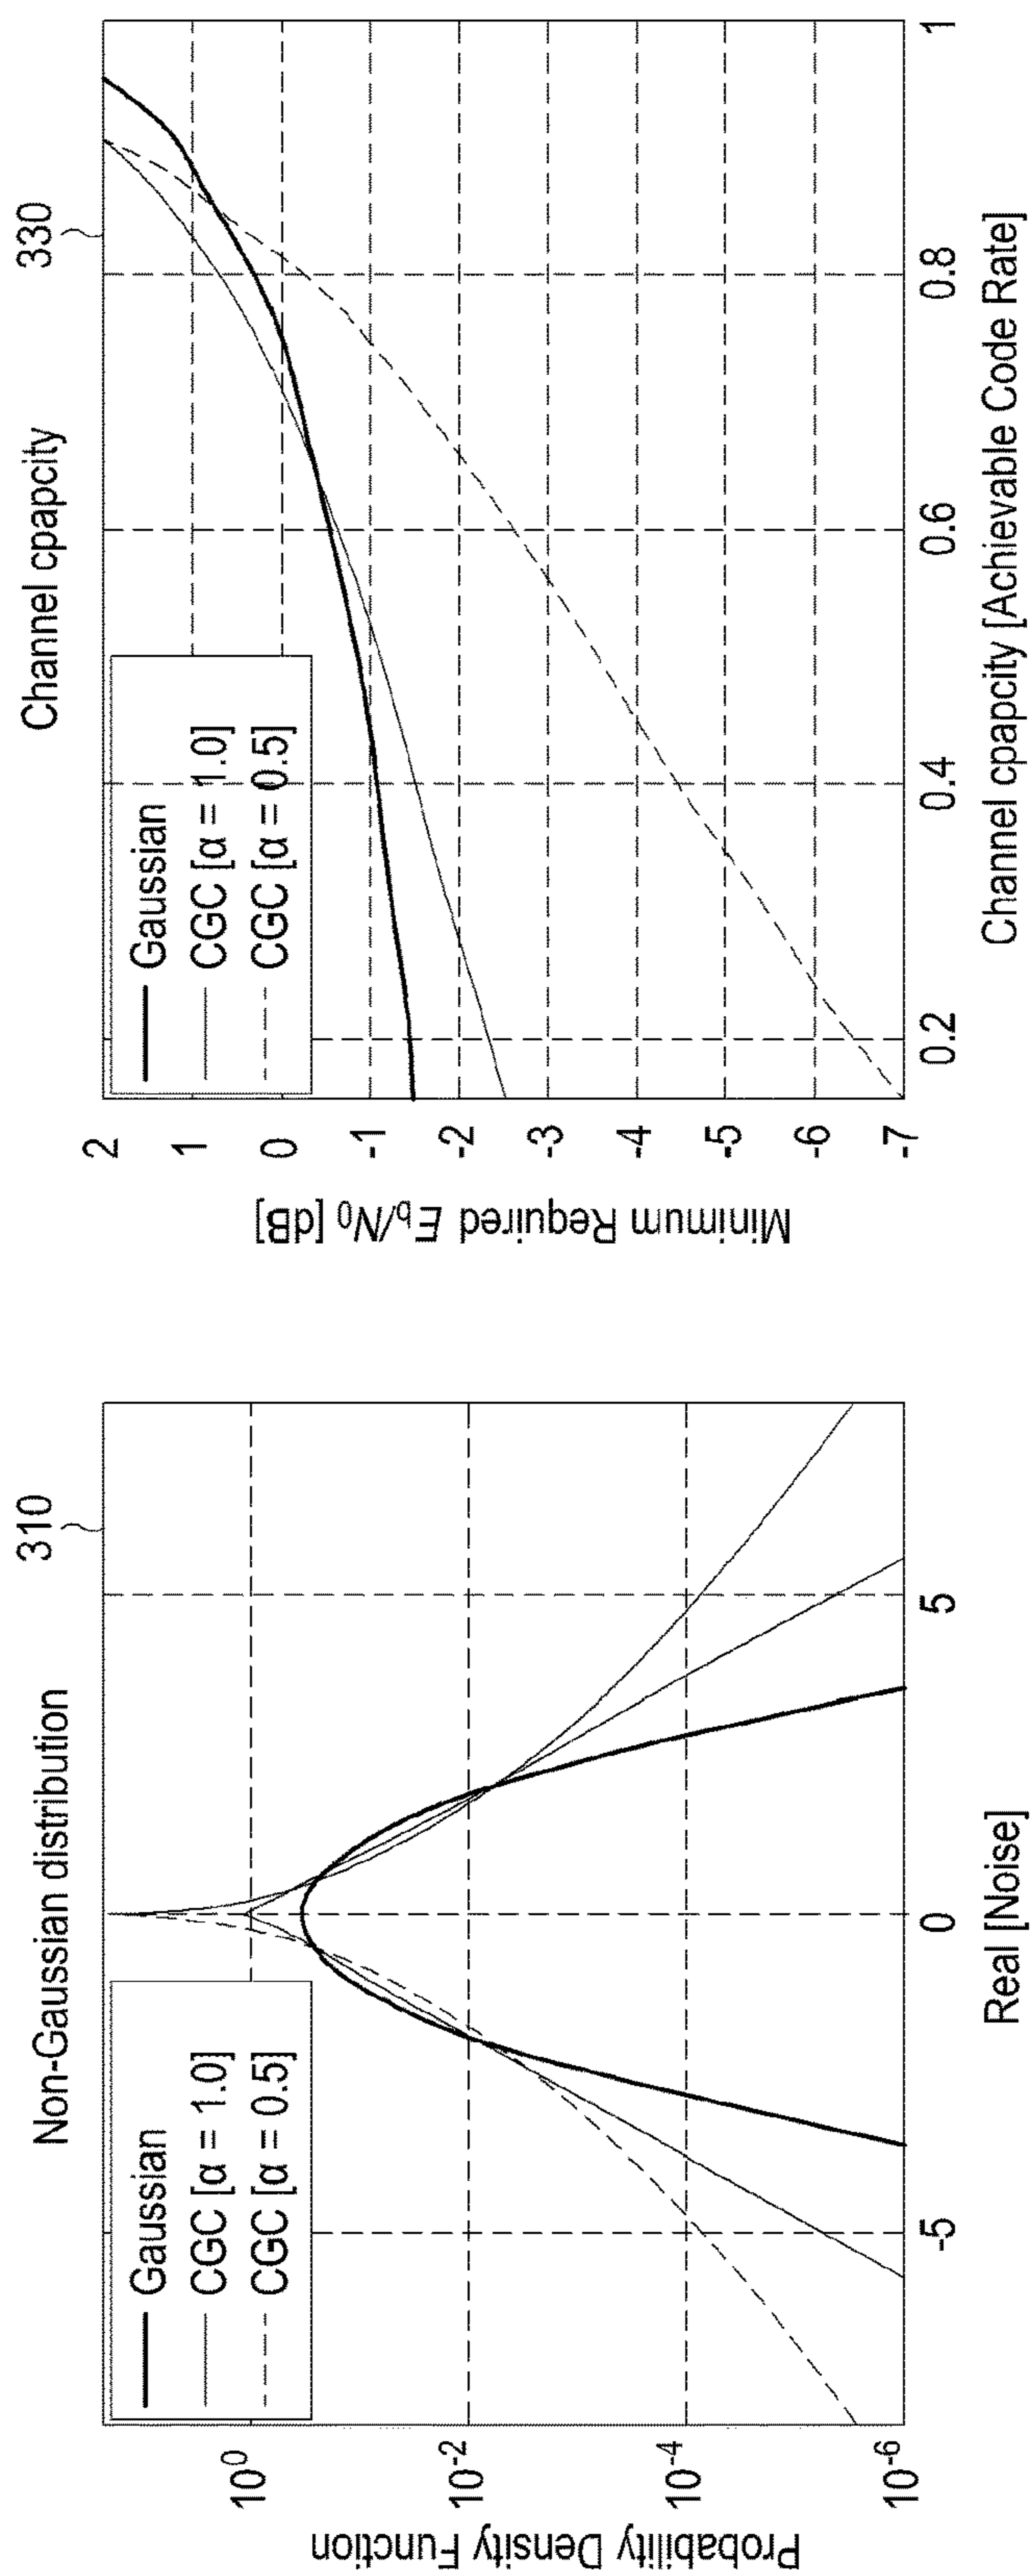 Non-Gaussian distribution
310
Gaussian
CGC [α = 1.0]
CGC [α = 0.5]
Probability Density Function
10⁰
10⁻²
10⁻⁴
10⁻⁶
-5
0
5
Real [Noise]
Channel cpapcity
330
Gaussian
CGC [α = 1.0]
CGC [α = 0.5]
Minimum Required E_b/N_0 [dB]
2
1
0
-1
-2
-3
-4
-5
-6
-7
0.2
0.4
0.6
0.8
1
Channel cpapcity [Achievable Code Rate]